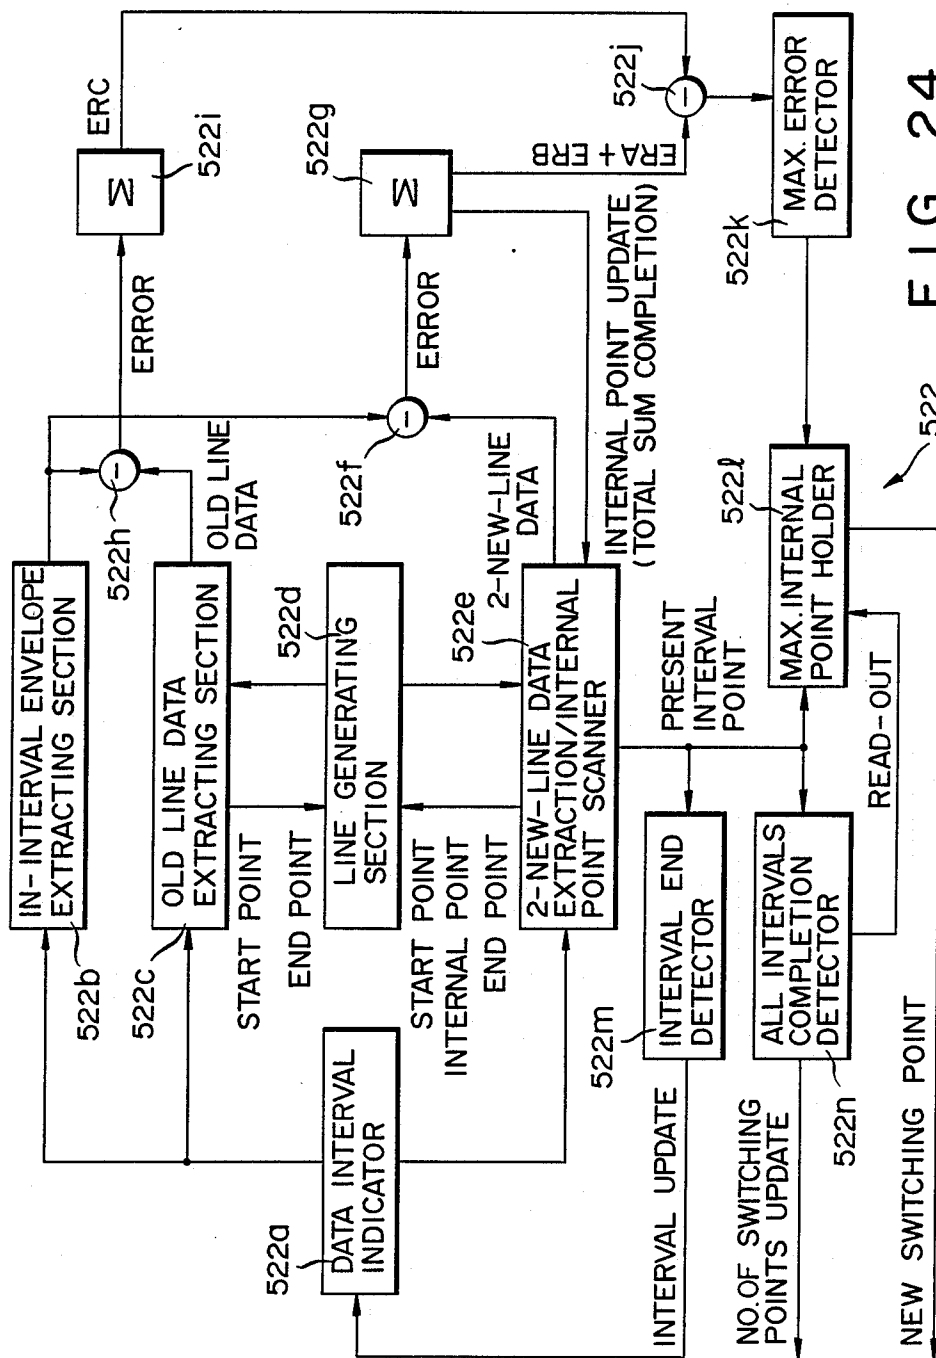 IN-INTERVAL ENVELOPE
EXTRACTING SECTION
522b
OLD LINE DATA
EXTRACTING SECTION
522c
522h
ERROR
Σ
ERC
522i
OLD LINE
DATA
START POINT
END POINT
LINE GENERATING
SECTION
522d
522f
ERROR
Σ
522g
522j
ERA + ERB
START POINT
INTERNAL POINT
END POINT
2-NEW-LINE
DATA
DATA INTERVAL
INDICATOR
522a
2-NEW-LINE DATA
EXTRACTION/INTERNAL
POINT SCANNER
522e
INTERNAL POINT UPDATE
(TOTAL SUM COMPLETION)
MAX. ERROR
DETECTOR
522k
INTERVAL UPDATE
INTERVAL END
DETECTOR
522m
PRESENT
INTERVAL
POINT
NO. OF SWITCHING
POINTS UPDATE
ALL INTERVALS
COMPLETION
DETECTOR
522n
READ-OUT
MAX. INTERNAL
POINT HOLDER
522ℓ
NEW SWITCHING POINT
522
FIG. 24